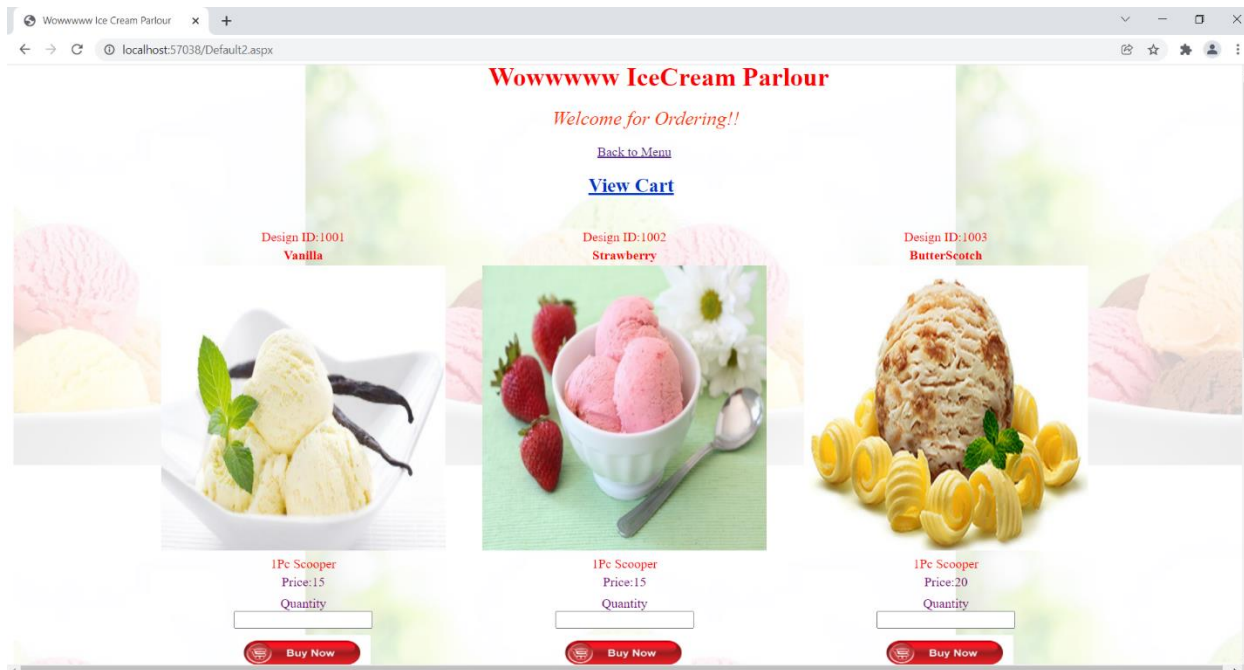 Wowwwww Ice Cream Parlour
localhost:57038/Default2.aspx
Wowwwww IceCream Parlour
Welcome for Ordering!!
Back to Menu
View Cart
Design ID:1001
Vanilla
1Pc Scooper
Price:15
Quantity
Buy Now
Design ID:1002
Strawberry
1Pc Scooper
Price:15
Quantity
Buy Now
Design ID:1003
ButterScotch
1Pc Scooper
Price:20
Quantity
Buy Now